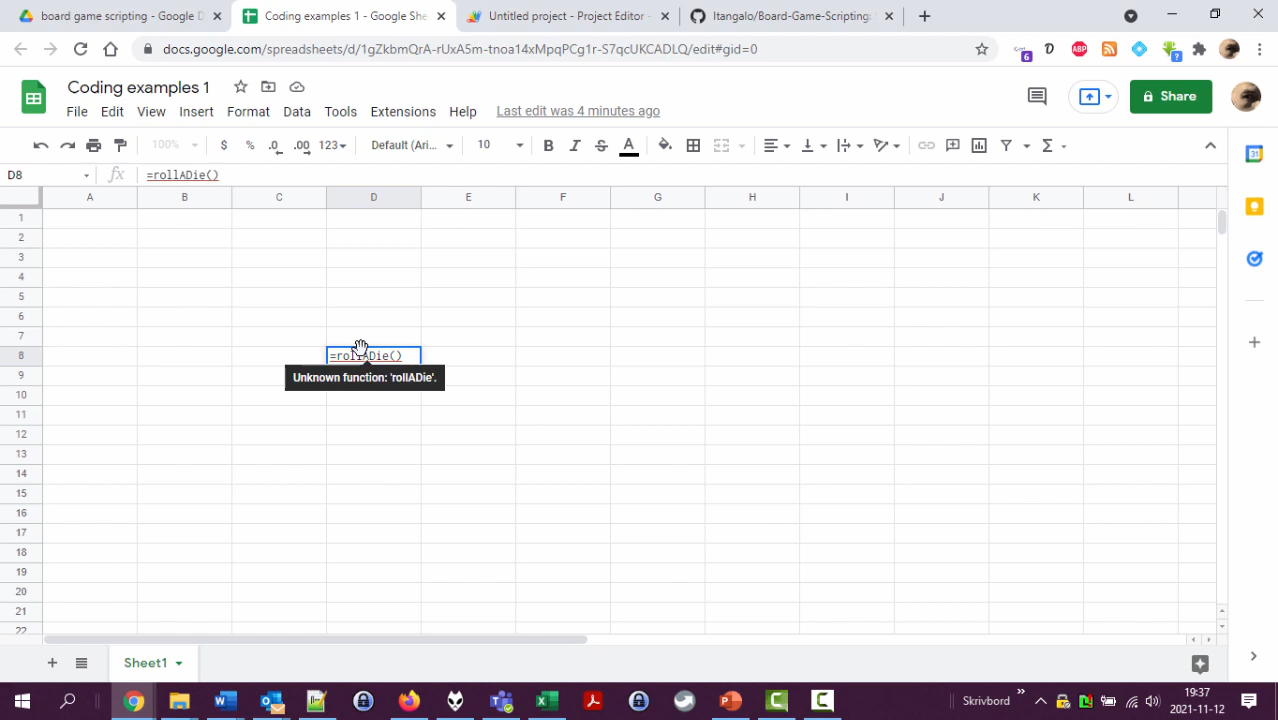 board game scripting - Google D
Coding examples 1 - Google She
Untitled project - Project Editor -
Itangalo/Board-Game-Scripting:
docs.google.com/spreadsheets/d/1gZkbmQrA-rUxA5m-tnoa14xMpqPCg1r-S7qcUKCADLQ/edit#gid=0
6
ABP
?
Coding examples 1
File Edit View Insert Format Data Tools Extensions Help Last edit was 4 minutes ago
Share
31
100% $ % .0 .00 123 Default (Ari... 10 B I S A
D8 fx =rollADie()
A B C D E F G H I J K L
1
2
3
4
5
6
7
8 =rollADie()
Unknown function: 'rollADie'.
9
10
11
12
13
14
15
16
17
18
19
20
21
22
Sheet1
Skrivbord
19:37
2021-11-12